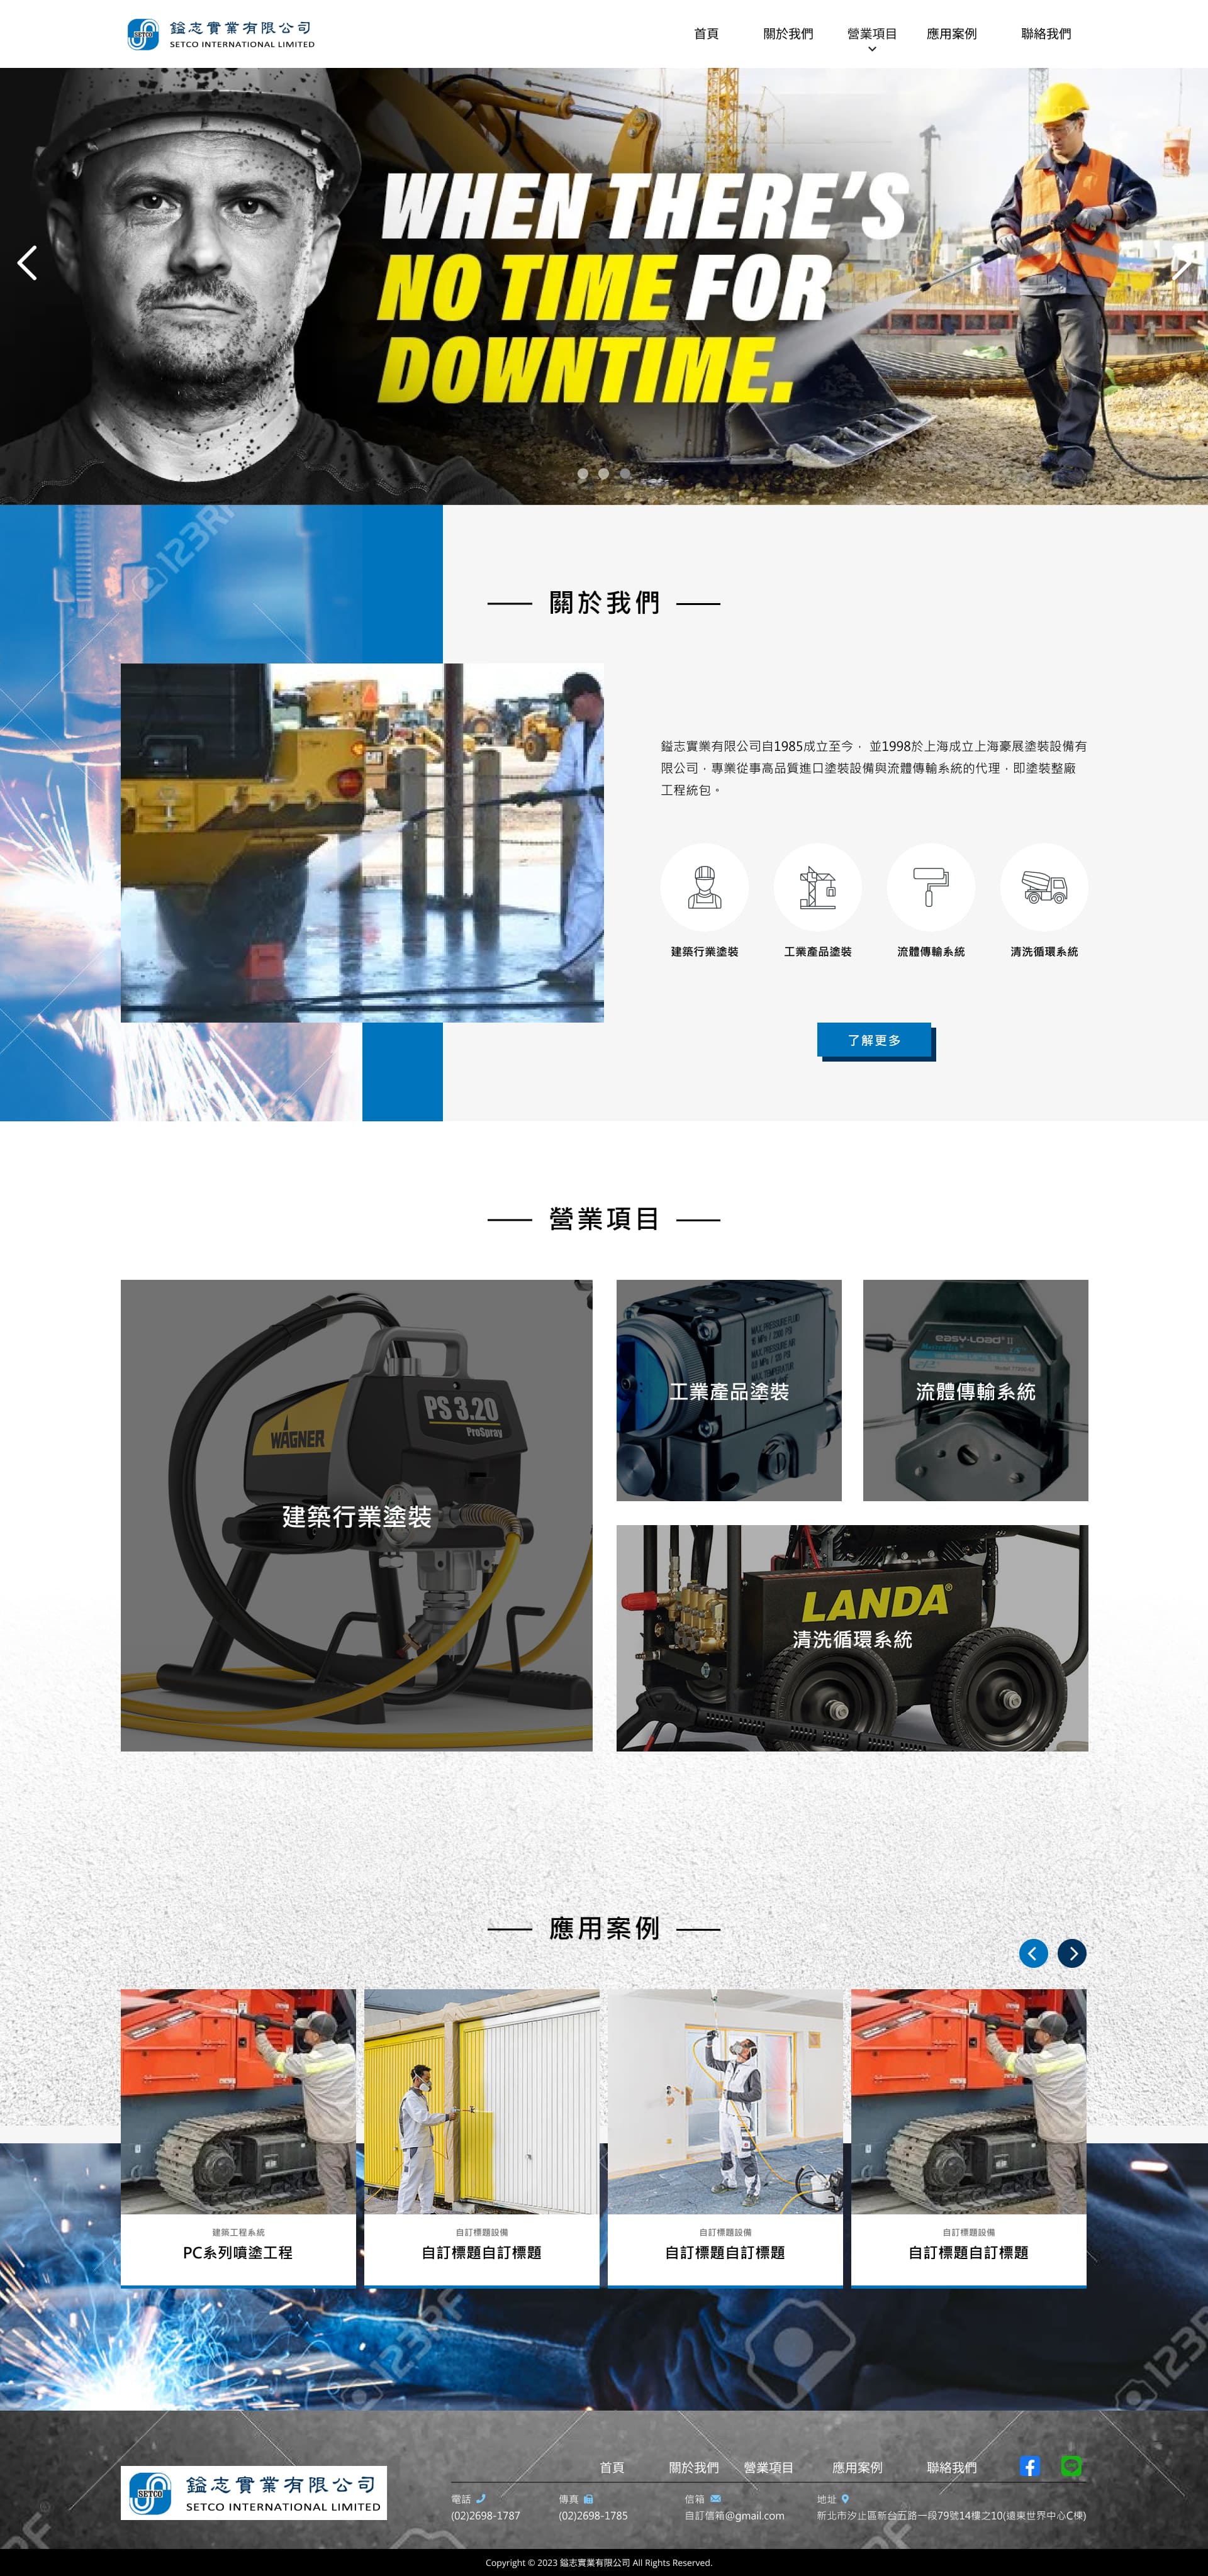 鎰志實業有限公司
SETCO INTERNATIONAL LIMITED
首頁
關於我們
營業項目
應用案例
聯絡我們
WHEN THERE'S
NO TIME FOR
DOWNTIME.
123RF
關於我們
鎰志實業有限公司自1985成立至今， 並1998於上海成立上海豪展塗裝設備有
限公司，專業從事高品質進口塗裝設備與流體傳輸系統的代理，即塗裝整廠
工程統包。
建築行業塗裝
工業產品塗裝
流體傳輸系統
清洗循環系統
了解更多
營業項目
WAGNER
PS 3.20
ProSpray
建築行業塗裝
MAX. PRESSURE FLUID
MAX. PRESSURE AIR
工業產品塗裝
EASY-LOAD® II
Masterflex
流體傳輸系統
LANDA®
清洗循環系統
應用案例
建築工程系統
PC系列噴塗工程
自訂標題設備
自訂標題自訂標題
自訂標題設備
自訂標題自訂標題
自訂標題設備
自訂標題自訂標題
123RF
SETCO
鎰志實業有限公司
SETCO INTERNATIONAL LIMITED
首頁
關於我們
營業項目
應用案例
聯絡我們
電話
(02)2698-1787
傳真
(02)2698-1785
信箱
自訂信箱@gmail.com
地址
新北市汐止區新台五路一段79號14樓之10(遠東世界中心C棟)
Copyright © 2023 鎰志實業有限公司 All Rights Reserved.